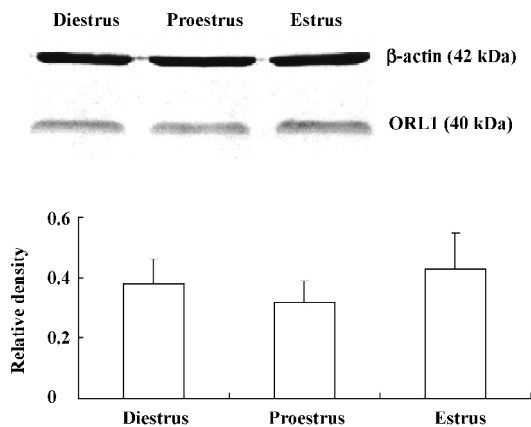 Diestrus Proestrus Estrus
β-actin (42 kDa)
ORL1 (40 kDa)
Relative density
0.6
0.4
0.2
0
Diestrus Proestrus Estrus